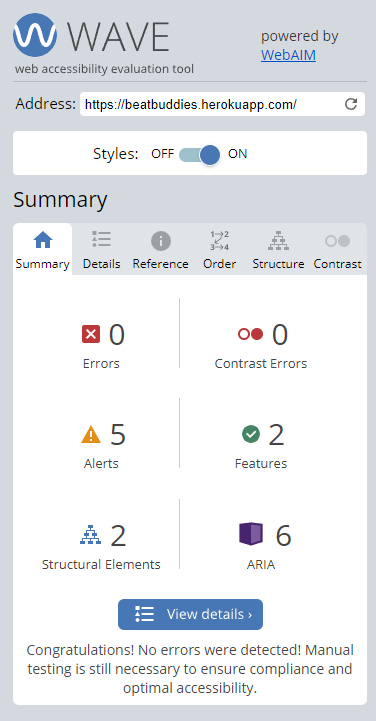 WAVE
web accessibility evaluation tool
powered by
WebAIM
Address: https://beatbuddies.herokuapp.com/
Styles: OFF ON
Summary
Summary Details Reference Order Structure Contrast
0
Errors
0
Contrast Errors
5
Alerts
2
Features
2
Structural Elements
6
ARIA
View details ›
Congratulations! No errors were detected! Manual
testing is still necessary to ensure compliance and
optimal accessibility.